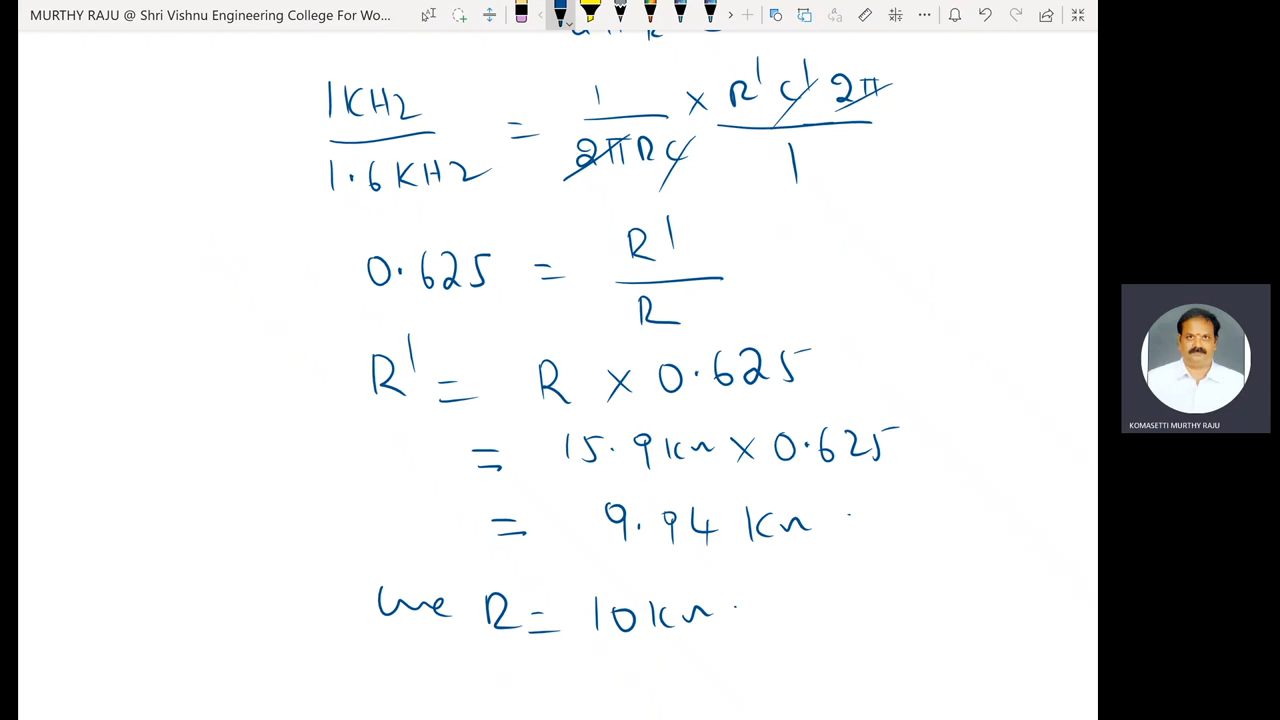 MURTHY RAJU @ Shri Vishnu Engineering College For Wo...
1KHZ / 1.6KHZ = 1 / 2πRC × R' C' 2π / 1
0.625 = R' / R
R' = R × 0.625
= 15.9KΩ × 0.625
= 9.94 KΩ
use R = 10KΩ
KOMASETTI MURTHY RAJU